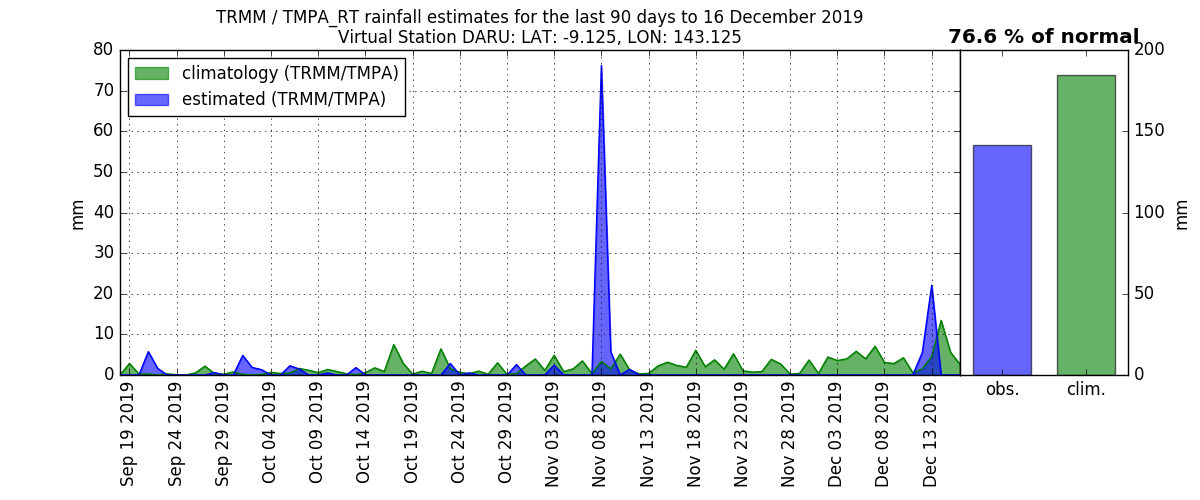 TRMM / TMPA_RT rainfall estimates for the last 90 days to 16 December 2019
Virtual Station DARU: LAT: -9.125, LON: 143.125
76.6 % of normal
climatology (TRMM/TMPA)
estimated (TRMM/TMPA)
mm
80
70
60
50
40
30
20
10
0
Sep 19 2019
Sep 24 2019
Sep 29 2019
Oct 04 2019
Oct 09 2019
Oct 14 2019
Oct 19 2019
Oct 24 2019
Oct 29 2019
Nov 03 2019
Nov 08 2019
Nov 13 2019
Nov 18 2019
Nov 23 2019
Nov 28 2019
Dec 03 2019
Dec 08 2019
Dec 13 2019
obs.
clim.
200
150
100
50
0
mm